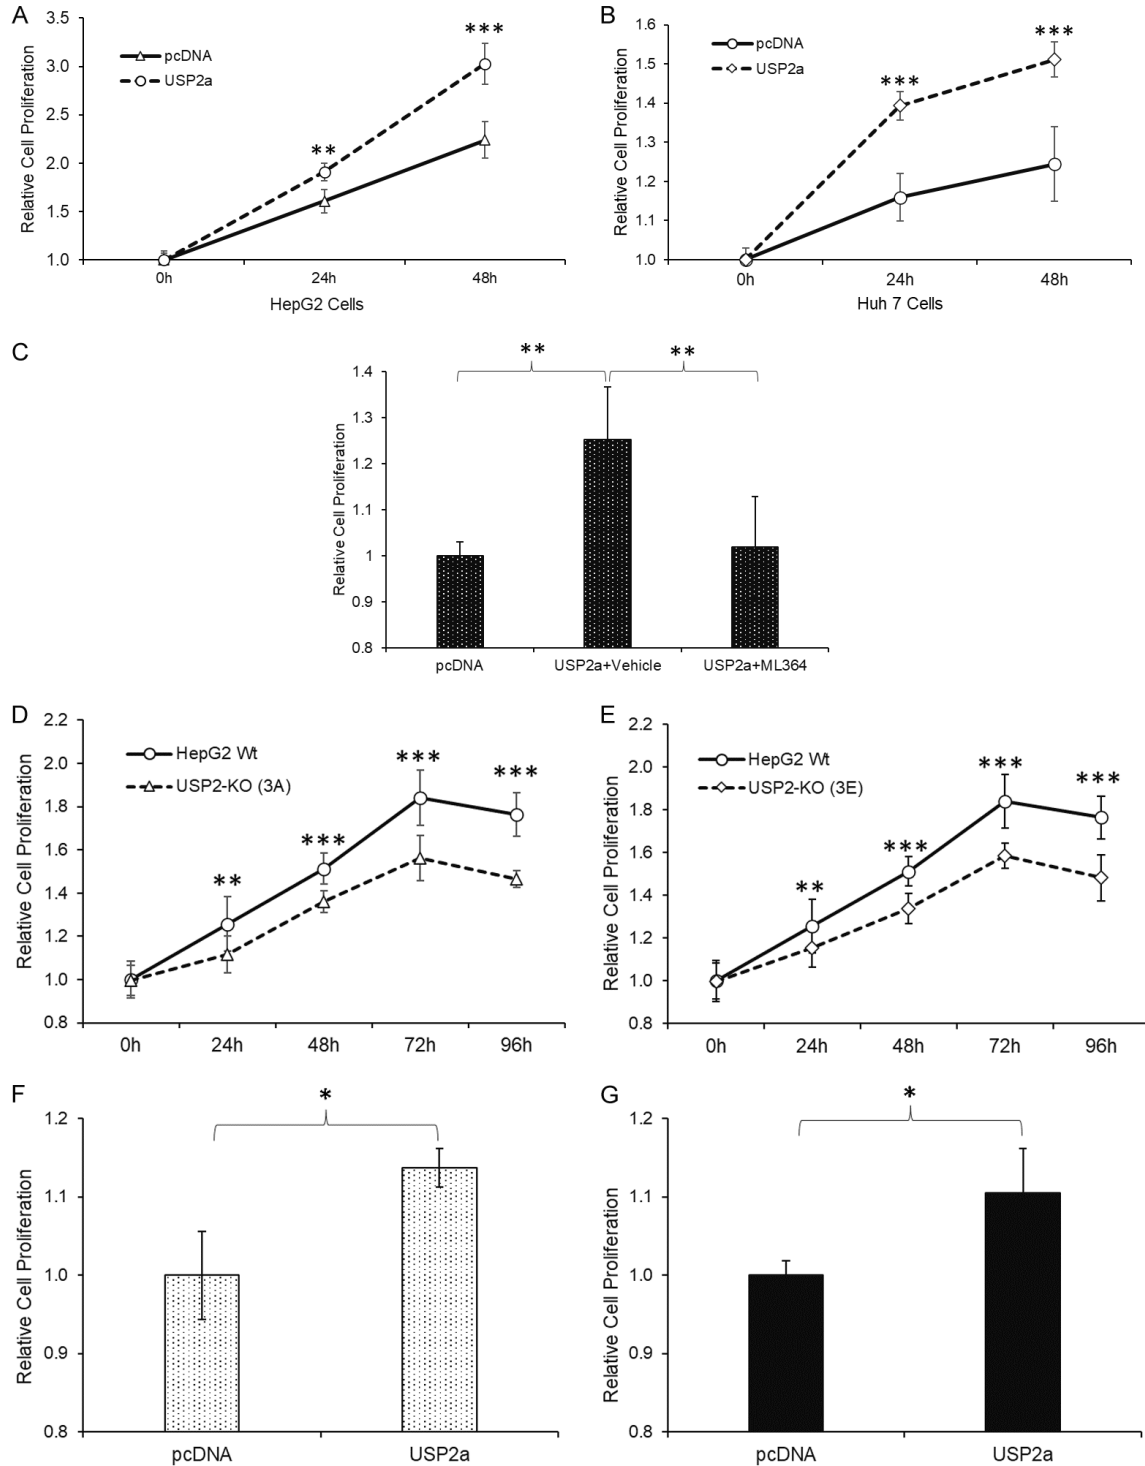 A
Relative Cell Proliferation
3.5
3.0
2.5
2.0
1.5
1.0
pcDNA
USP2a
**
***
0h
24h
48h
HepG2 Cells
B
Relative Cell Proliferation
1.6
1.5
1.4
1.3
1.2
1.1
1.0
pcDNA
USP2a
***
***
0h
24h
48h
Huh 7 Cells
C
Relative Cell Proliferation
1.4
1.3
1.2
1.1
1
0.9
0.8
**
**
pcDNA
USP2a+Vehicle
USP2a+ML364
D
Relative Cell Proliferation
2.2
2.0
1.8
1.6
1.4
1.2
1.0
0.8
HepG2 Wt
USP2-KO (3A)
**
***
***
***
0h
24h
48h
72h
96h
E
Relative Cell Proliferation
2.2
2.0
1.8
1.6
1.4
1.2
1.0
0.8
HepG2 Wt
USP2-KO (3E)
**
***
***
***
0h
24h
48h
72h
96h
F
Relative Cell Proliferation
1.2
1.1
1.0
0.9
0.8
*
pcDNA
USP2a
G
Relative Cell Proliferation
1.2
1.1
1.0
0.9
0.8
*
pcDNA
USP2a